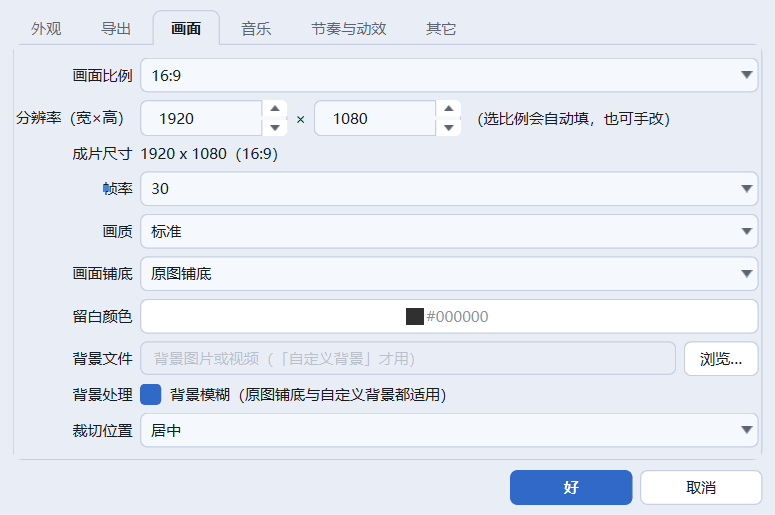 外观 导出 画面 音乐 节奏与动效 其它
画面比例 16:9
分辨率（宽×高） 1920 × 1080 （选比例会自动填，也可手改）
成片尺寸 1920 x 1080（16:9）
帧率 30
画质 标准
画面铺底 原图铺底
留白颜色 #000000
背景文件 背景图片或视频（「自定义背景」才用） 浏览...
背景处理 背景模糊（原图铺底与自定义背景都适用）
裁切位置 居中
好 取消